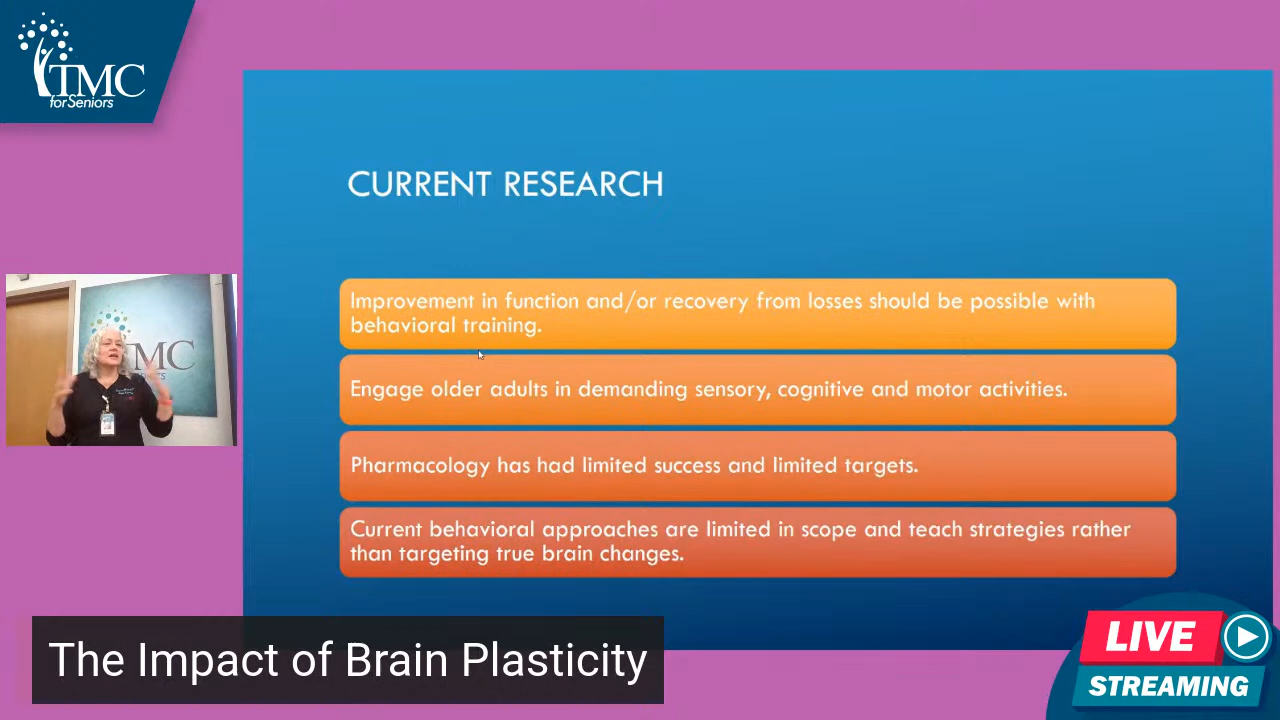 TMC
for Seniors
CURRENT RESEARCH
Improvement in function and/or recovery from losses should be possible with
behavioral training.
Engage older adults in demanding sensory, cognitive and motor activities.
Pharmacology has had limited success and limited targets.
Current behavioral approaches are limited in scope and teach strategies rather
than targeting true brain changes.
MC
The Impact of Brain Plasticity
LIVE
STREAMING